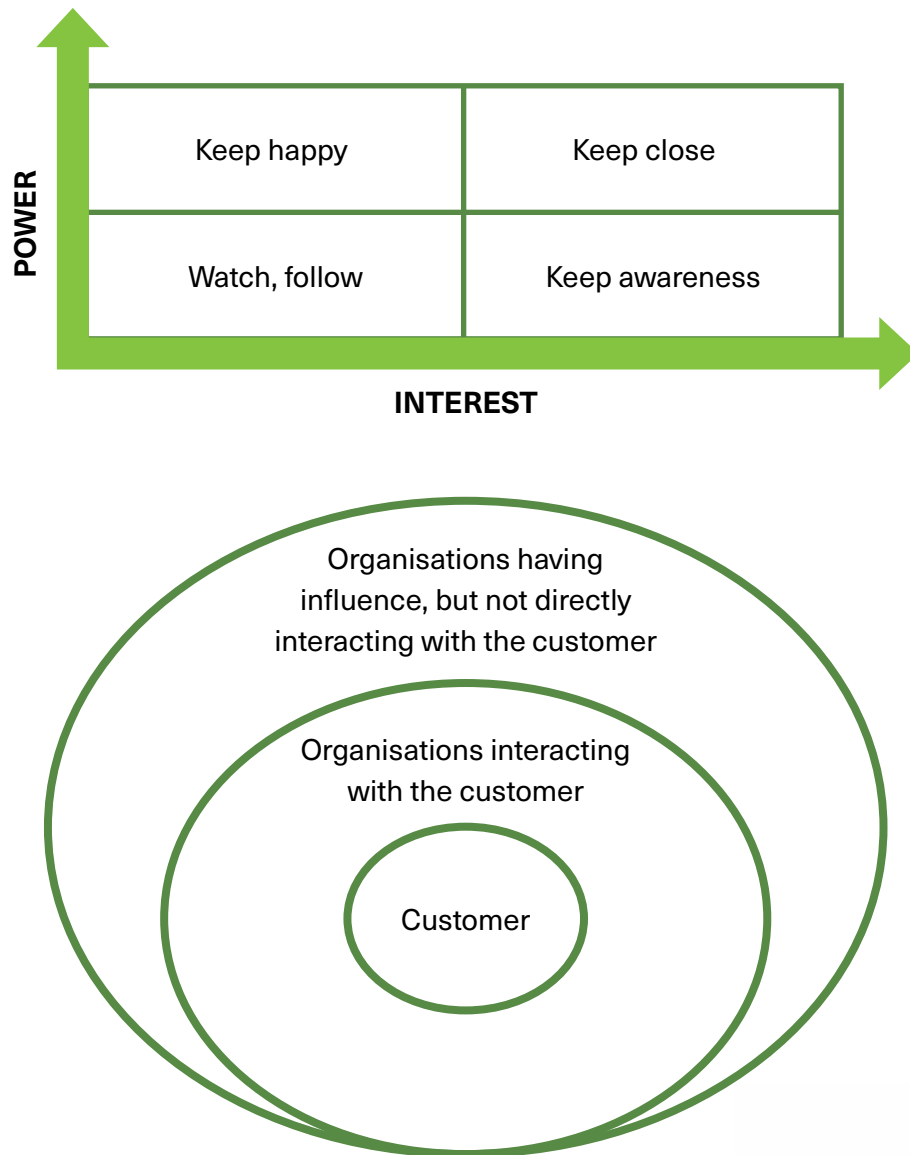 POWER
Keep happy
Keep close
Watch, follow
Keep awareness
INTEREST
Organisations having
influence, but not directly
interacting with the customer
Organisations interacting
with the customer
Customer